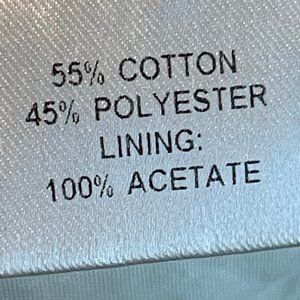 55% COTTON
45% POLYESTER
LINING:
100% ACETATE